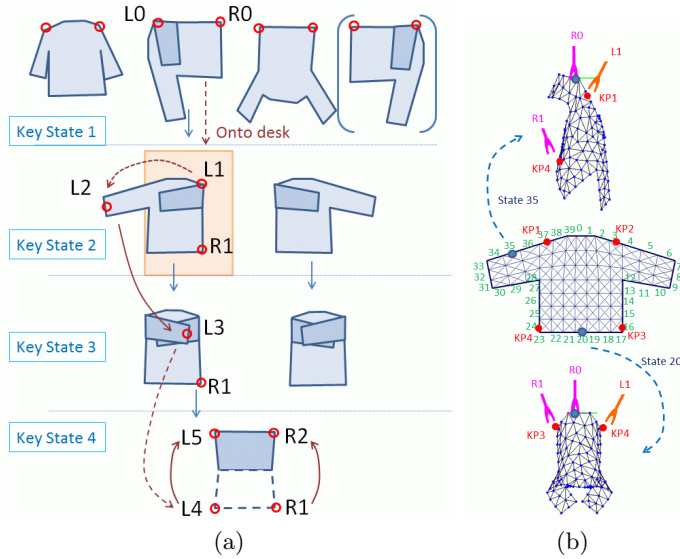 L0
R0
Key State 1
Onto desk
L2
L1
R1
Key State 2
Key State 3
L3
R1
Key State 4
L5
R2
L4
R1
(a)
R0
L1
KP1
R1
KP4
State 35
KP1
KP2
37 38 39 0 1 2 3 4 5 6
36
35
34
33
32
31
30 29 28
27
26
25
24
23 22 21 20 19 18 17
16
15
14
13
12
11 10 9
8
7
KP4
KP3
State 20
R0
R1
L1
KP3
KP4
(b)